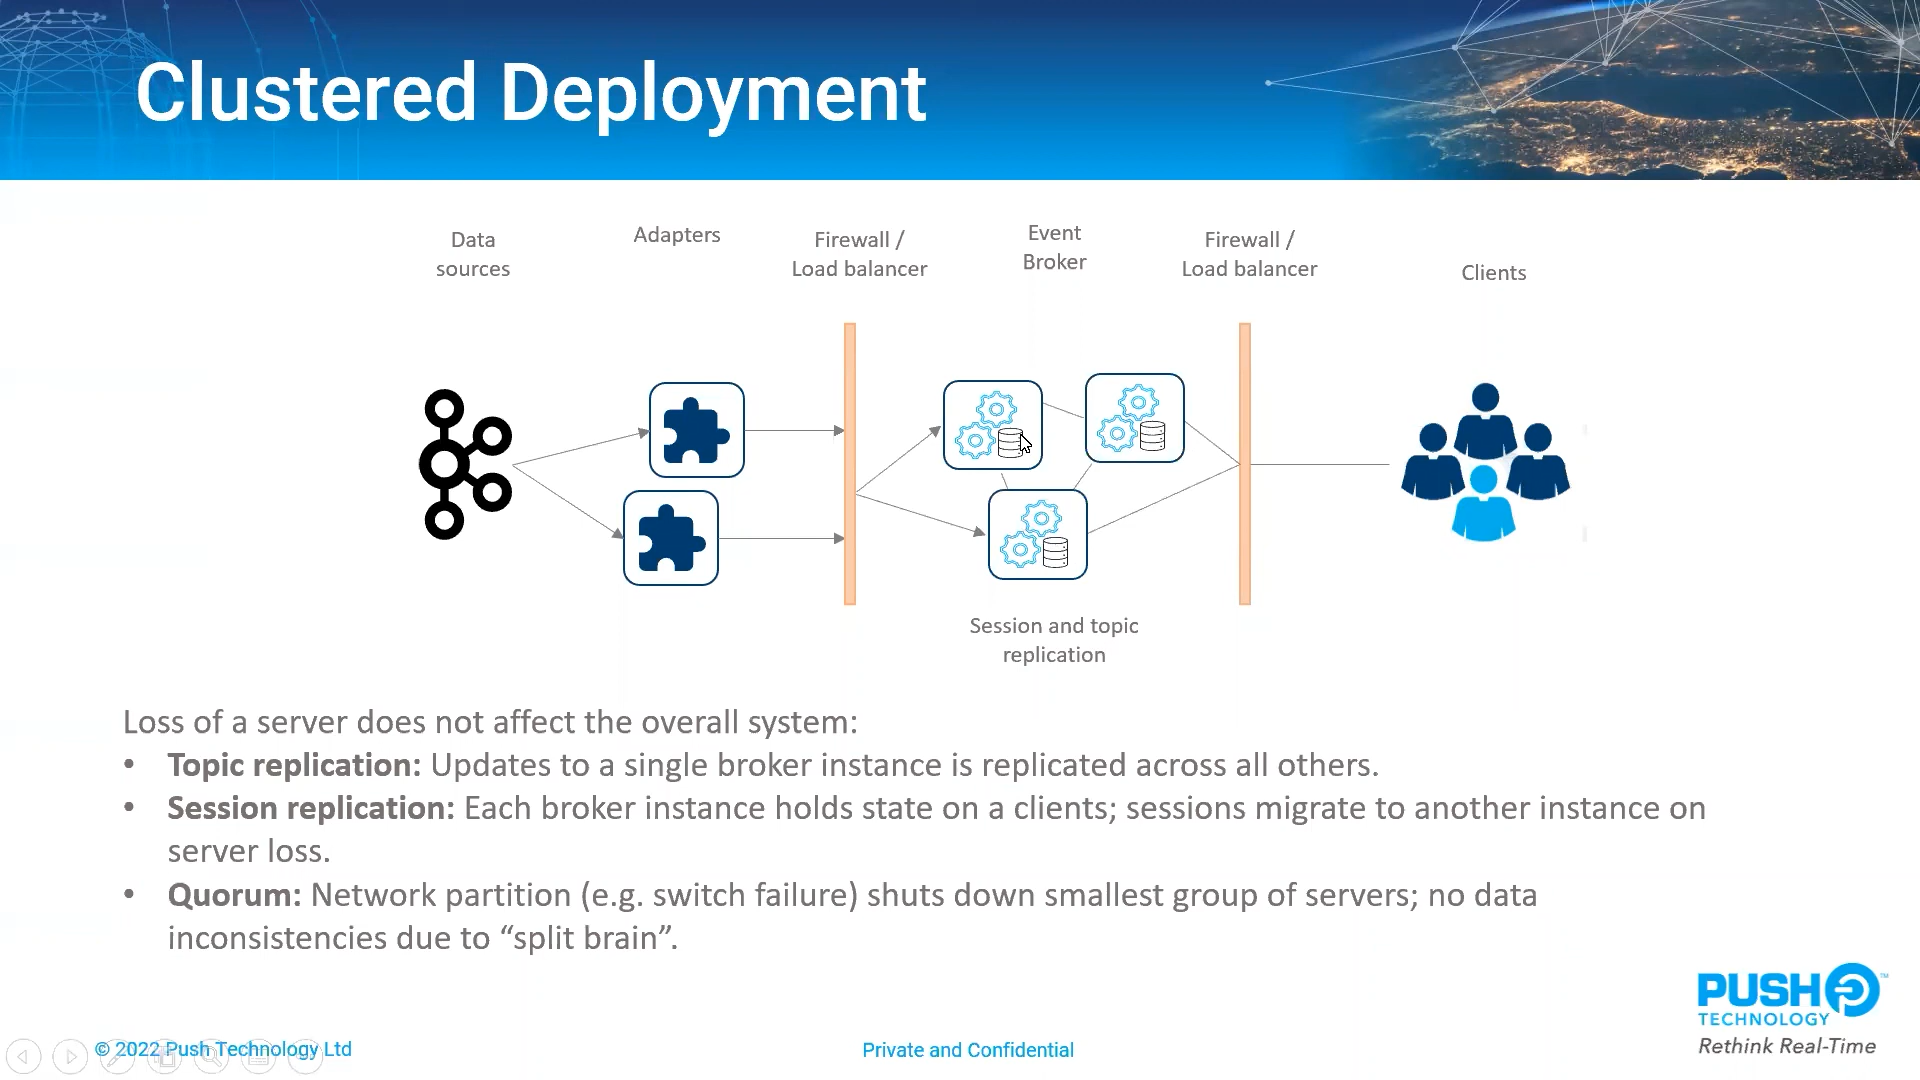 Clustered Deployment
Data
sources
Adapters
Firewall /
Load balancer
Event
Broker
Firewall /
Load balancer
Clients
Session and topic
replication
Loss of a server does not affect the overall system:
• Topic replication: Updates to a single broker instance is replicated across all others.
• Session replication: Each broker instance holds state on a clients; sessions migrate to another instance on
server loss.
• Quorum: Network partition (e.g. switch failure) shuts down smallest group of servers; no data
inconsistencies due to “split brain”.
PUSH
TECHNOLOGY
Rethink Real-Time
© 2022 Push Technology Ltd
Private and Confidential